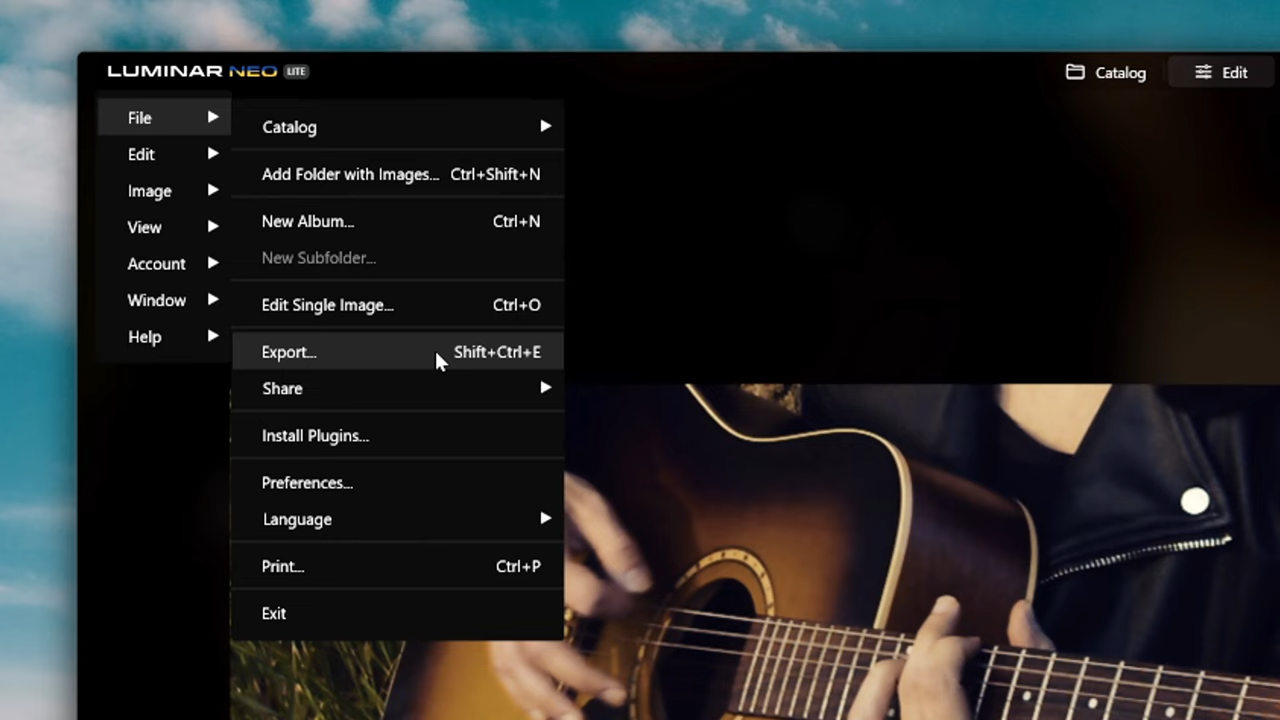 LUMINAR NEO LITE
Catalog
Edit
File
Edit
Image
View
Account
Window
Help
Catalog
Add Folder with Images... Ctrl+Shift+N
New Album... Ctrl+N
New Subfolder...
Edit Single Image... Ctrl+O
Export... Shift+Ctrl+E
Share
Install Plugins...
Preferences...
Language
Print... Ctrl+P
Exit